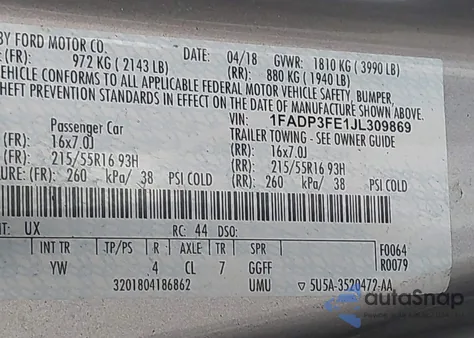 BY FORD MOTOR CO. DATE: 04/18 GVWR: 1810 KG ( 3990 LB)
(FR): 972 KG ( 2143 LB) (RR): 880 KG ( 1940 LB)
VEHICLE CONFORMS TO ALL APPLICABLE FEDERAL MOTOR VEHICLE SAFETY, BUMPER,
THEFT PREVENTION STANDARDS IN EFFECT ON THE DATE OF MANUFACTURE SHOWN ABOVE.
VIN: 1FADP3FE1JL309869
Passenger Car TRAILER TOWING - SEE OWNER GUIDE
(FR): 16x7.0J (RR): 16x7.0J
(FR): 215/55R16 93H (RR): 215/55R16 93H
URE: (FR): 260 kPa/ 38 PSI COLD (RR): 260 kPa/ 38 PSI COLD
NT: UX RC: 44 DSO:
INT TR TP/PS R AXLE TR SPR F0064
YW 4 CL 7 GGFF R0079
3201804186862 UMU ▽ 5U5A-3520472-AA
autoSnap